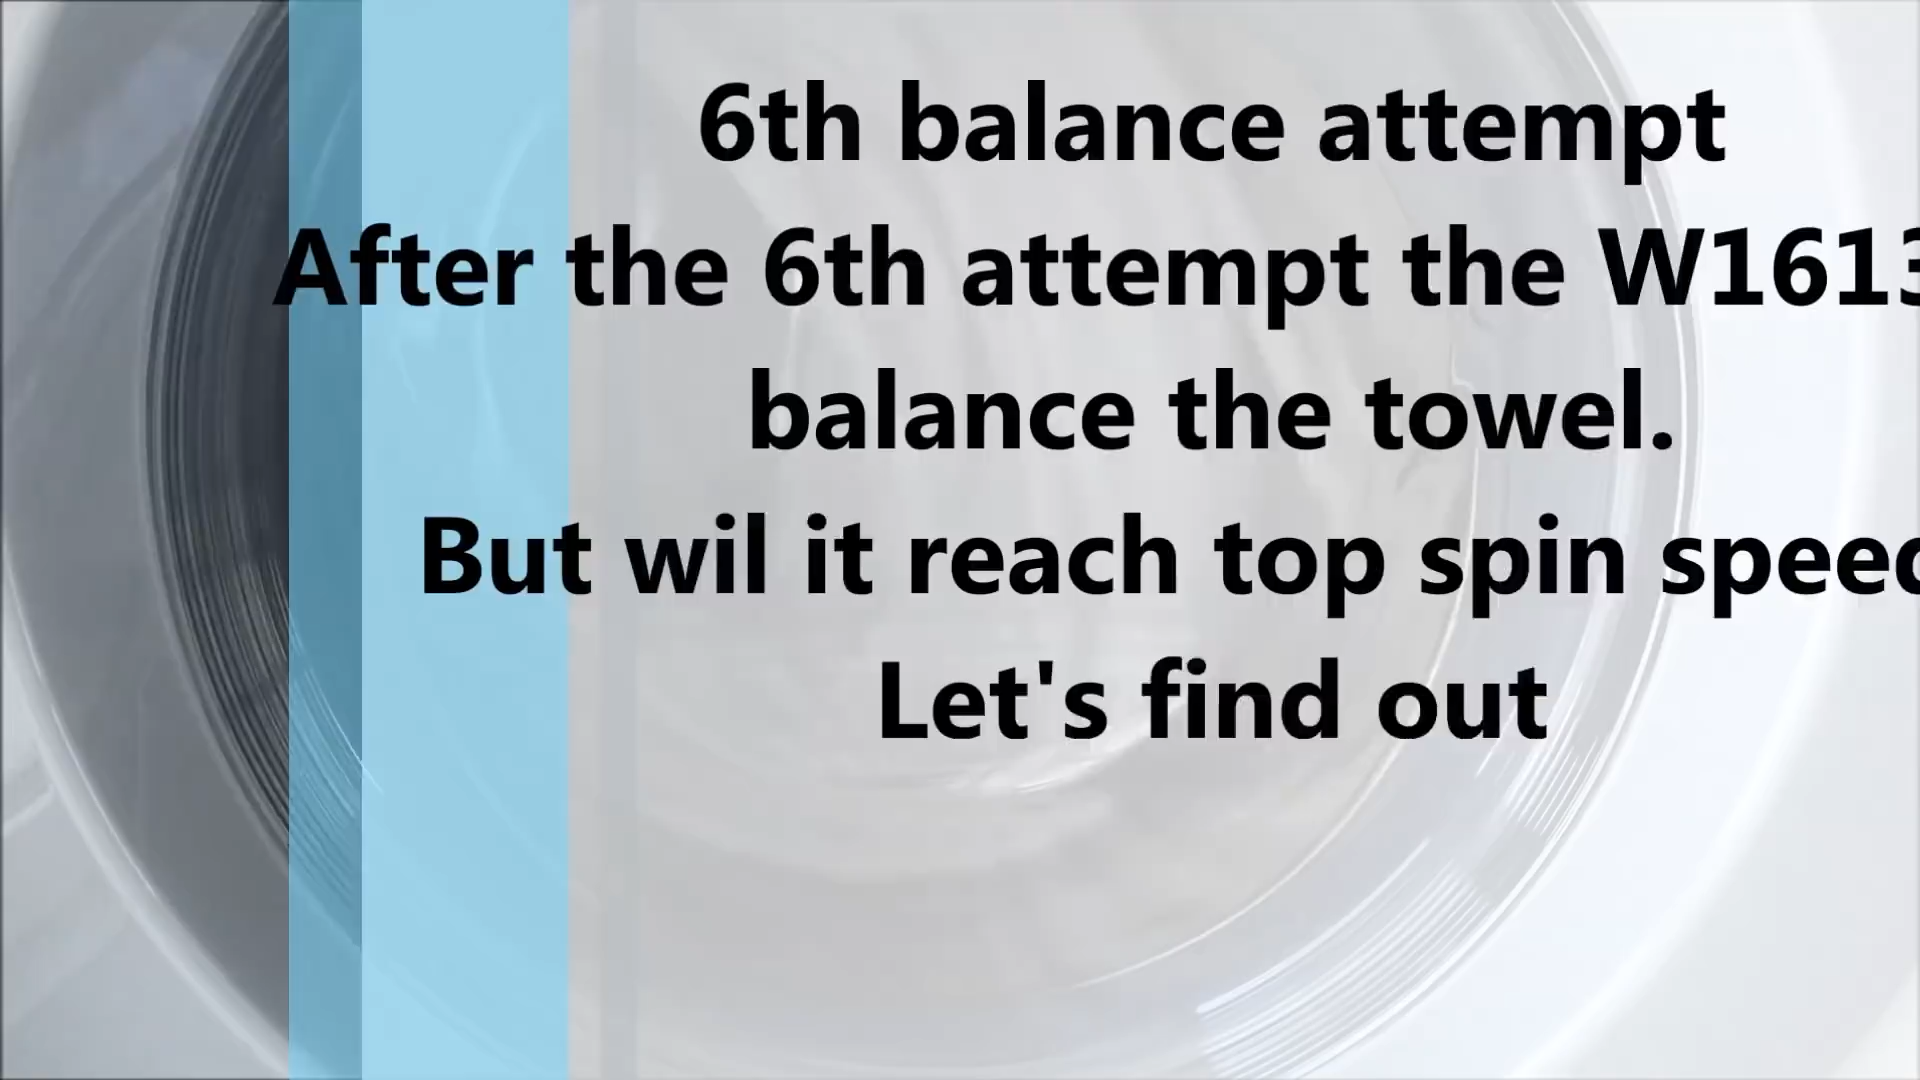 6th balance attempt
After the 6th attempt the W1613
balance the towel.
But wil it reach top spin speed
Let's find out